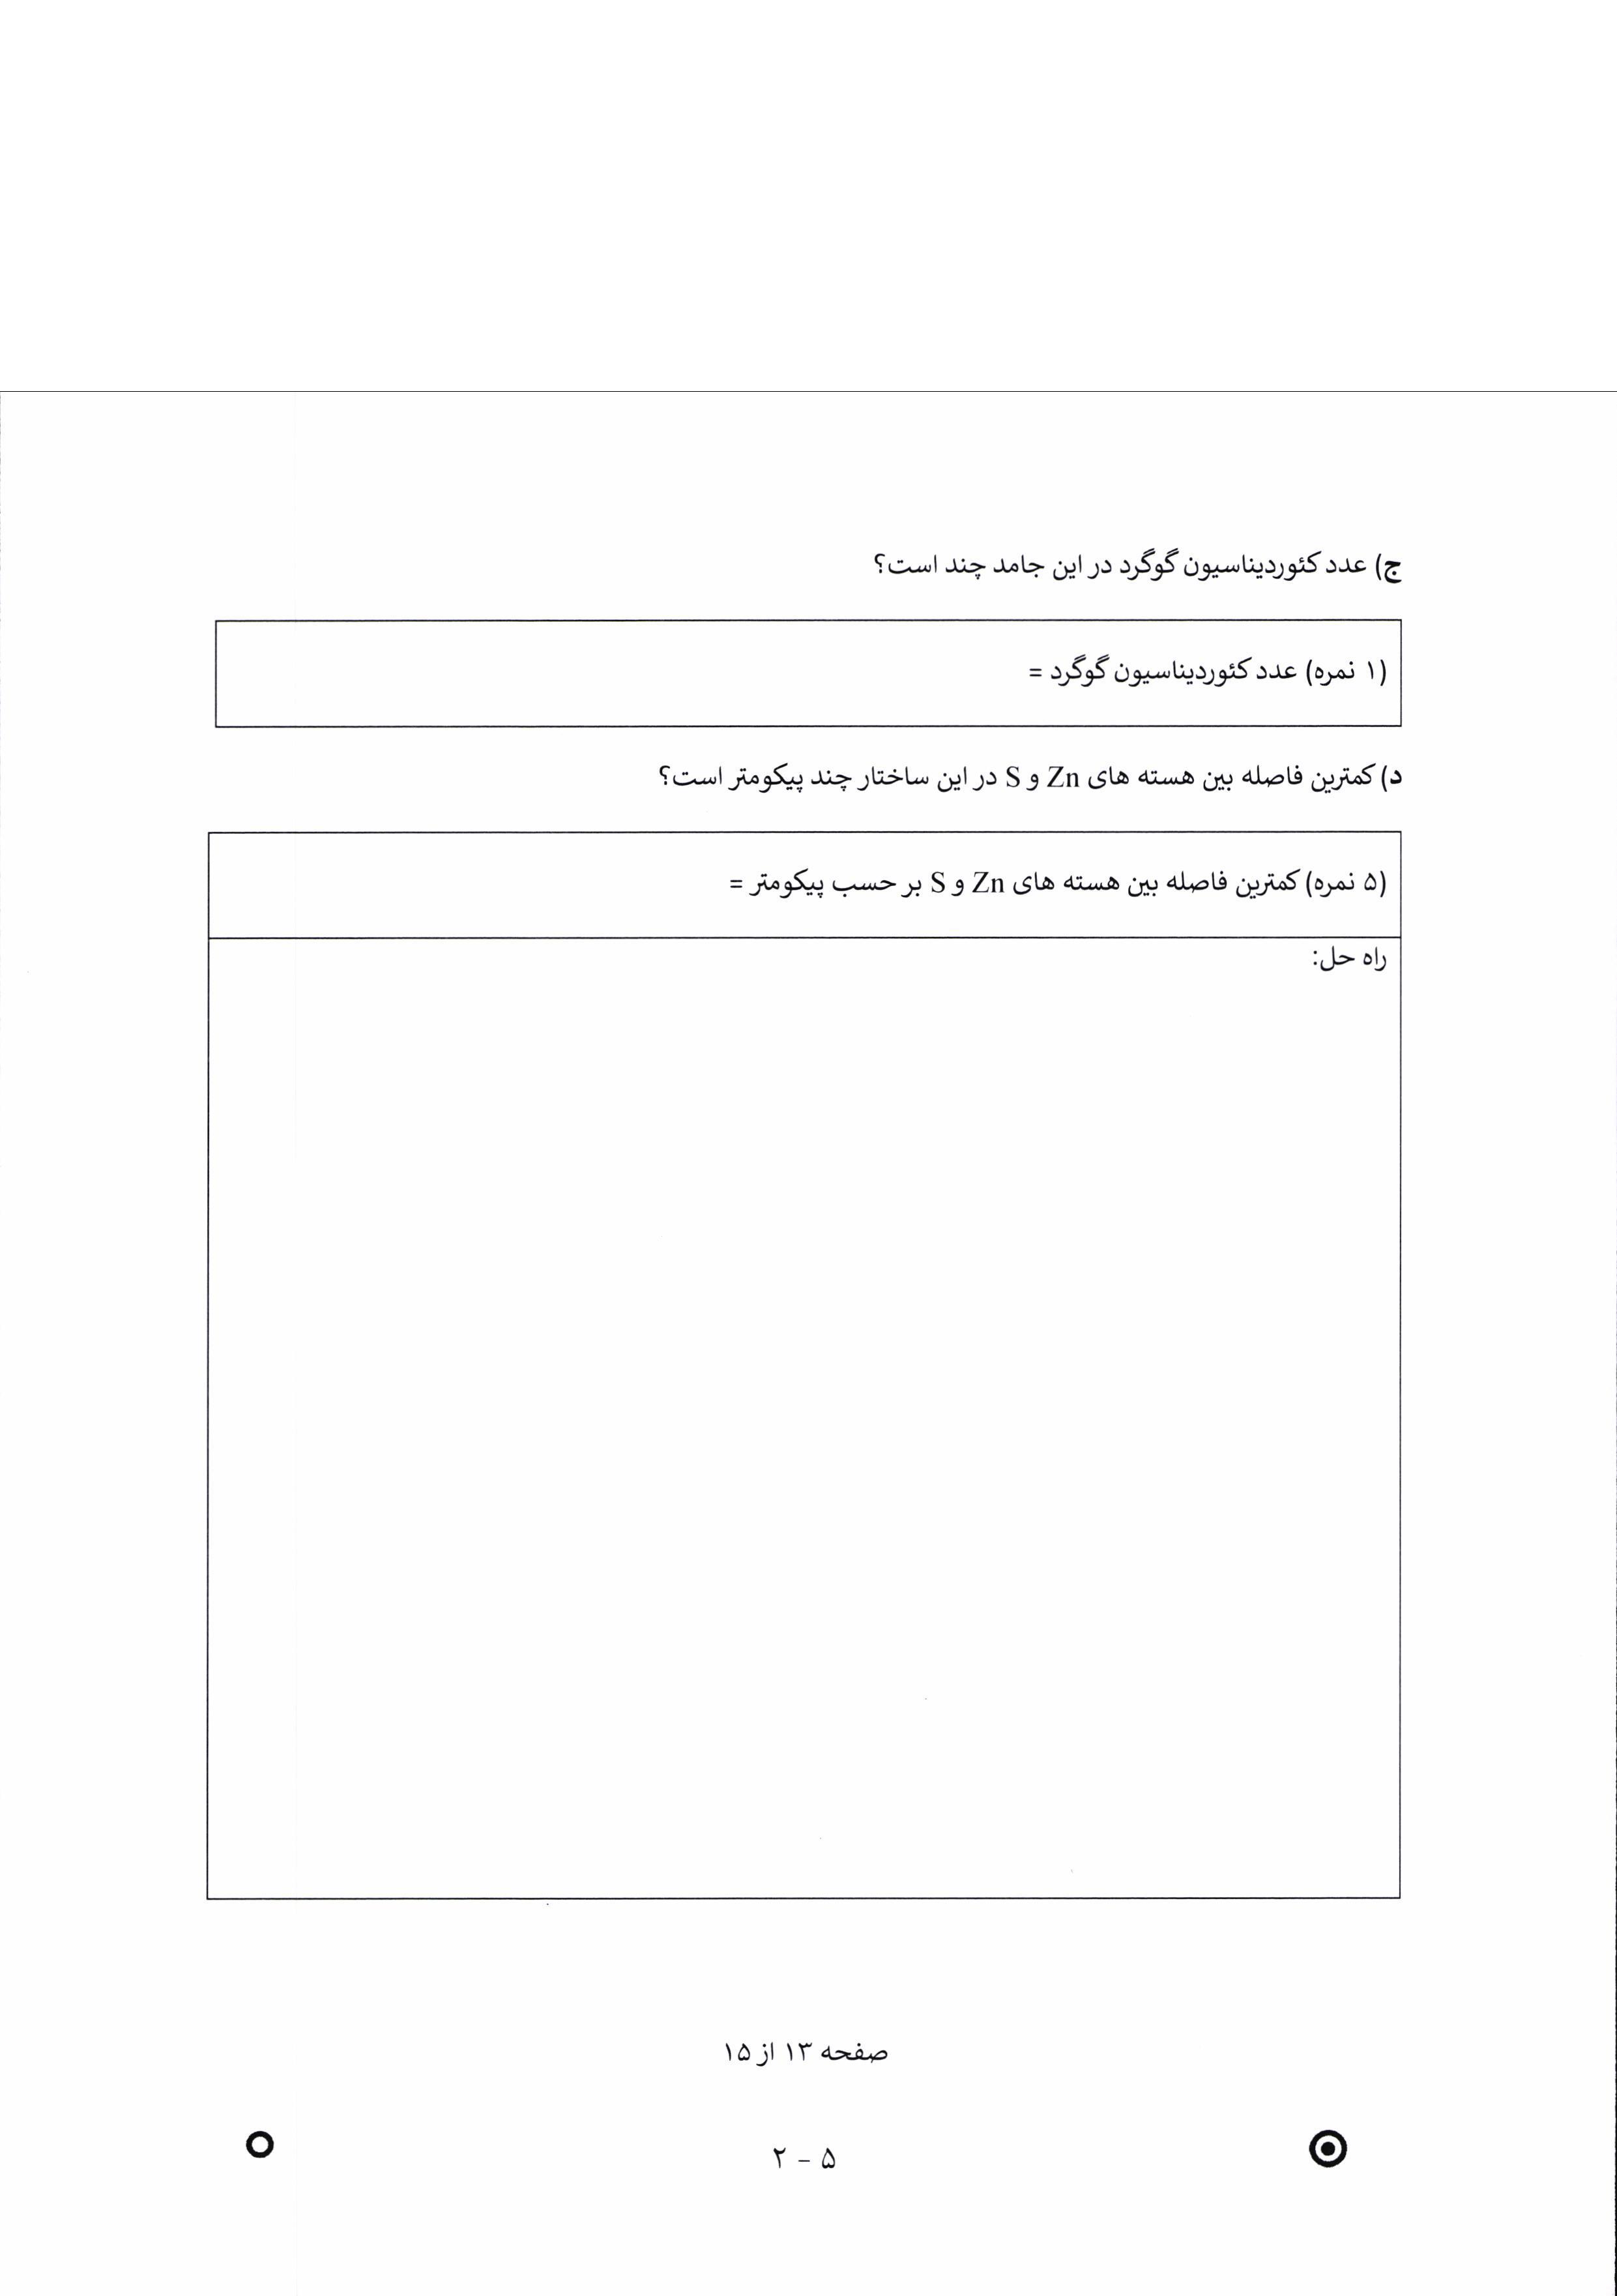 ج) عدد کئوردیناسیون گوگرد در این جامد چند است؟
(۱ نمره) عدد کئوردیناسیون گوگرد =
د) کمترین فاصله بین هسته های Zn و S در این ساختار چند پیکومتر است؟
(۵ نمره) کمترین فاصله بین هسته های Zn و S بر حسب پیکومتر =
راه حل:
صفحه ۱۳ از ۱۵
۵ - ۲